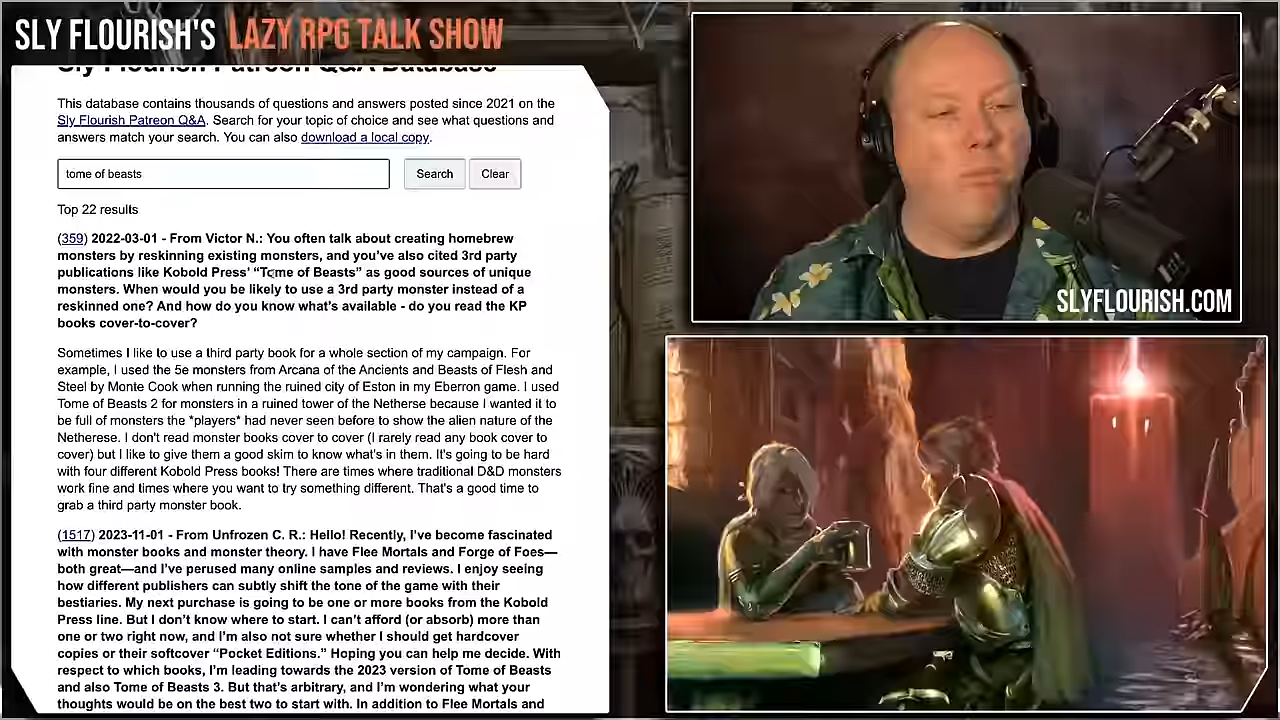 SLY FLOURISH'S LAZY RPG TALK SHOW
Sly Flourish Patreon Q&A Database
This database contains thousands of questions and answers posted since 2021 on the
Sly Flourish Patreon Q&A. Search for your topic of choice and see what questions and
answers match your search. You can also download a local copy.
tome of beasts
Search
Clear
Top 22 results
(359) 2022-03-01 - From Victor N.: You often talk about creating homebrew
monsters by reskinning existing monsters, and you've also cited 3rd party
publications like Kobold Press' “Tome of Beasts” as good sources of unique
monsters. When would you be likely to use a 3rd party monster instead of a
reskinned one? And how do you know what's available - do you read the KP
books cover-to-cover?
Sometimes I like to use a third party book for a whole section of my campaign. For
example, I used the 5e monsters from Arcana of the Ancients and Beasts of Flesh and
Steel by Monte Cook when running the ruined city of Eston in my Eberron game. I used
Tome of Beasts 2 for monsters in a ruined tower of the Netherse because I wanted it to
be full of monsters the *players* had never seen before to show the alien nature of the
Netherese. I don't read monster books cover to cover (I rarely read any book cover to
cover) but I like to give them a good skim to know what's in them. It's going to be hard
with four different Kobold Press books! There are times where traditional D&D monsters
work fine and times where you want to try something different. That's a good time to
grab a third party monster book.
(1517) 2023-11-01 - From Unfrozen C. R.: Hello! Recently, I've become fascinated
with monster books and monster theory. I have Flee Mortals and Forge of Foes—
both great—and I've perused many online samples and reviews. I enjoy seeing
how different publishers can subtly shift the tone of the game with their
bestiaries. My next purchase is going to be one or more books from the Kobold
Press line. But I don't know where to start. I can't afford (or absorb) more than
one or two right now, and I'm also not sure whether I should get hardcover
copies or their softcover “Pocket Editions.” Hoping you can help me decide. With
respect to which books, I'm leading towards the 2023 version of Tome of Beasts
and also Tome of Beasts 3. But that's arbitrary, and I'm wondering what your
thoughts would be on the best two to start with. In addition to Flee Mortals and
SLYFLOURISH.COM